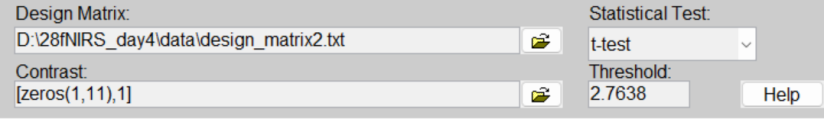 Design Matrix:
D:\28fNIRS_day4\data\design_matrix2.txt
Statistical Test:
t-test
Contrast:
[zeros(1,11),1]
Threshold:
2.7638
Help